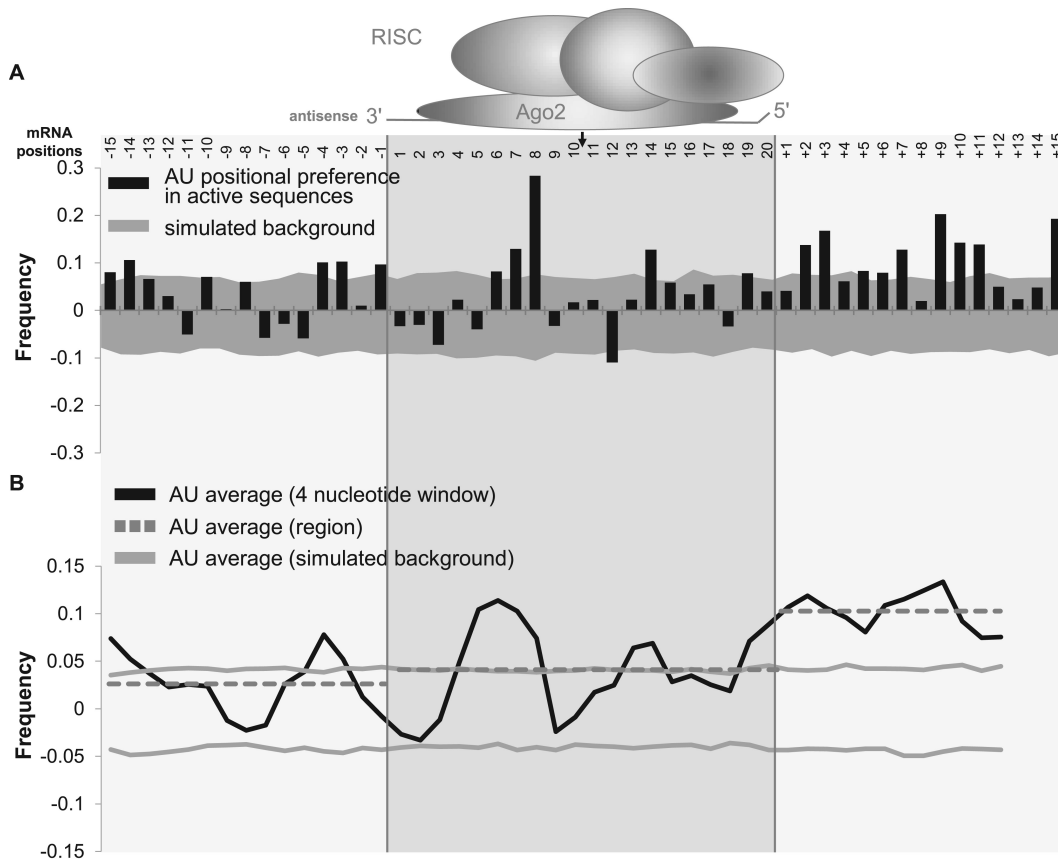 RISC
A
Ago2
antisense 3' 5'
mRNA
positions
-15 -14 -13 -12 -11 -10 -9 -8 -7 -6 -5 -4 -3 -2 -1 1 2 3 4 5 6 7 8 9 10 11 12 13 14 15 16 17 18 19 20 +1 +2 +3 +4 +5 +6 +7 +8 +9 +10 +11 +12 +13 +14 +15
0.3
AU positional preference
in active sequences
0.2
simulated background
0.1
0
-0.1
-0.2
-0.3
Frequency
B
AU average (4 nucleotide window)
AU average (region)
AU average (simulated background)
0.15
0.1
0.05
0
-0.05
-0.1
-0.15
Frequency